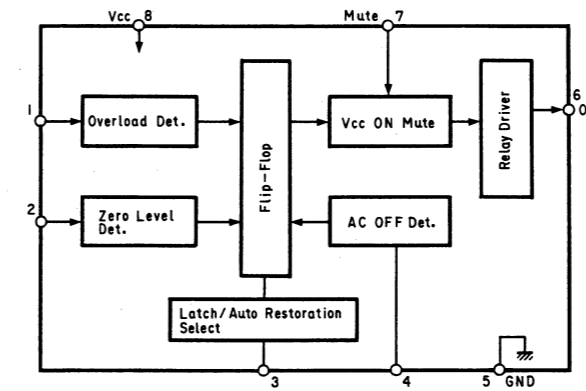 Vcc 8
Mute 7
1
Overload Det.
Flip-Flop
Vcc ON Mute
Relay Driver
6
O
2
Zero Level
Det.
AC OFF Det.
Latch/Auto Restoration
Select
3
4
5 GND